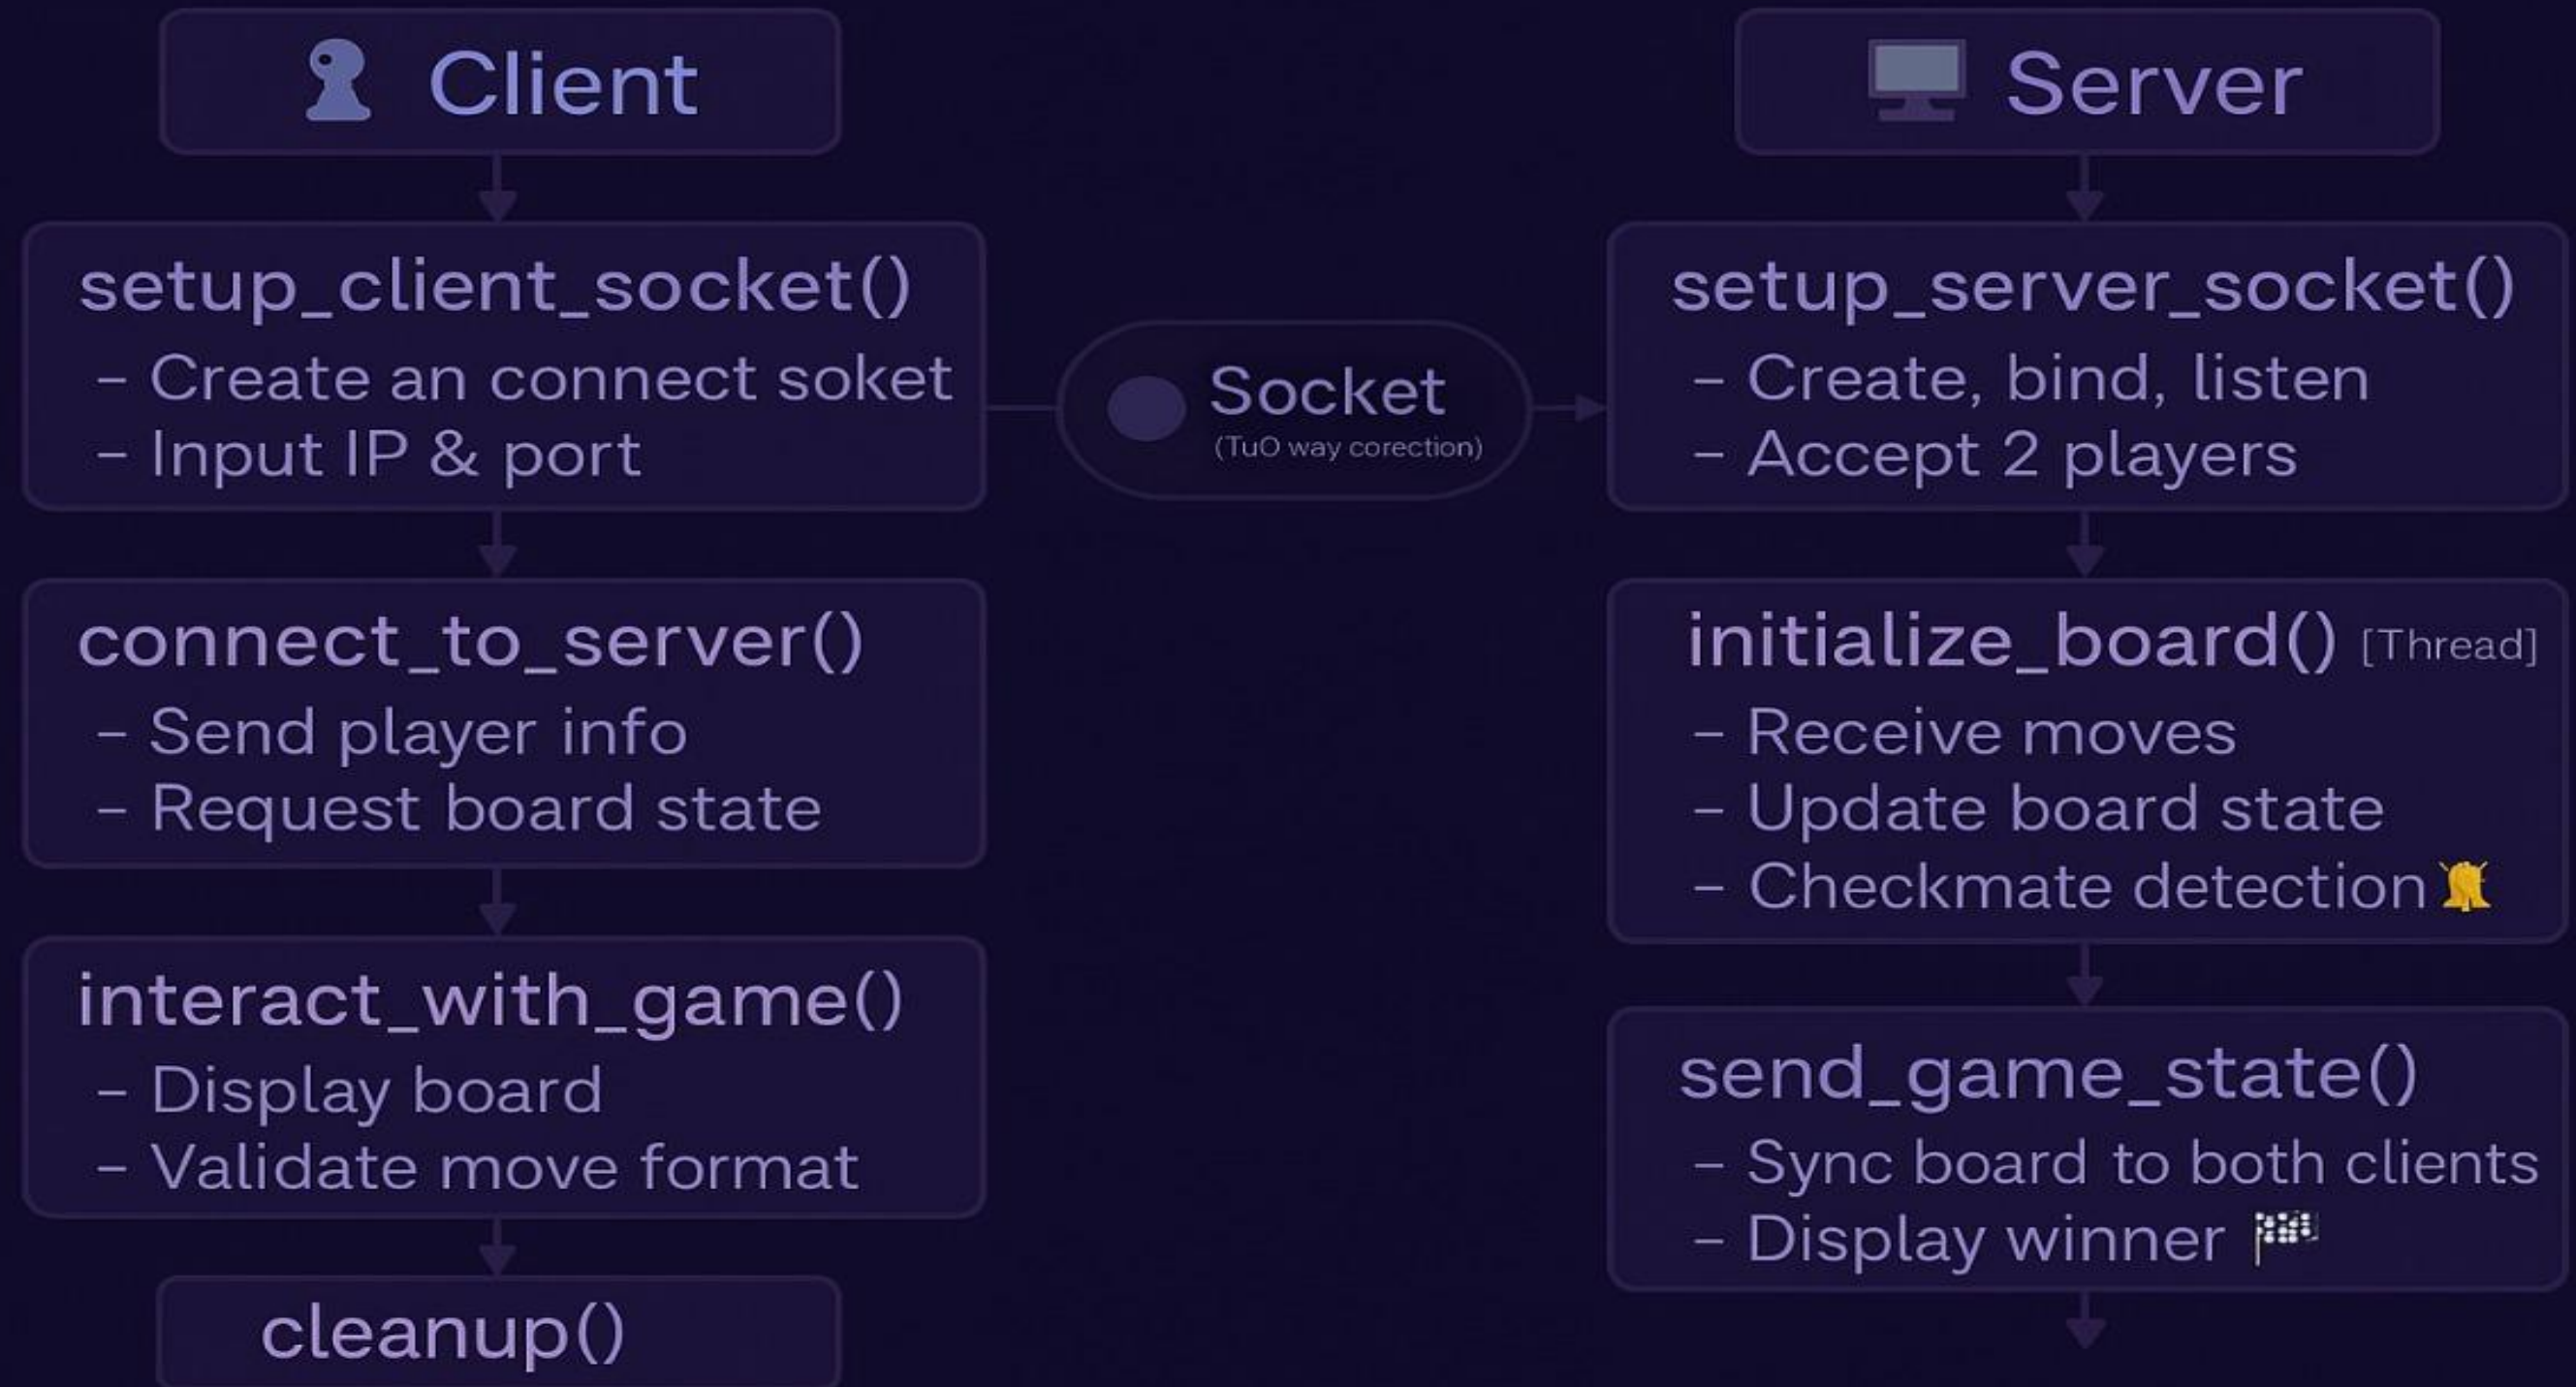 Client
setup_client_socket()
– Create an connect soket
– Input IP & port
connect_to_server()
– Send player info
– Request board state
interact_with_game()
– Display board
– Validate move format
cleanup()
Socket
(TuO way corection)
Server
setup_server_socket()
– Create, bind, listen
– Accept 2 players
initialize_board() [Thread]
– Receive moves
– Update board state
– Checkmate detection
send_game_state()
– Sync board to both clients
– Display winner